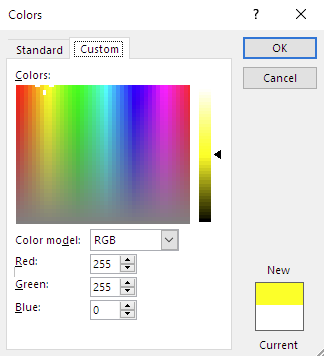 Colors
?
Standard
Custom
OK
Cancel
Colors:
Color model:
RGB
Red:
255
Green:
255
Blue:
0
New
Current